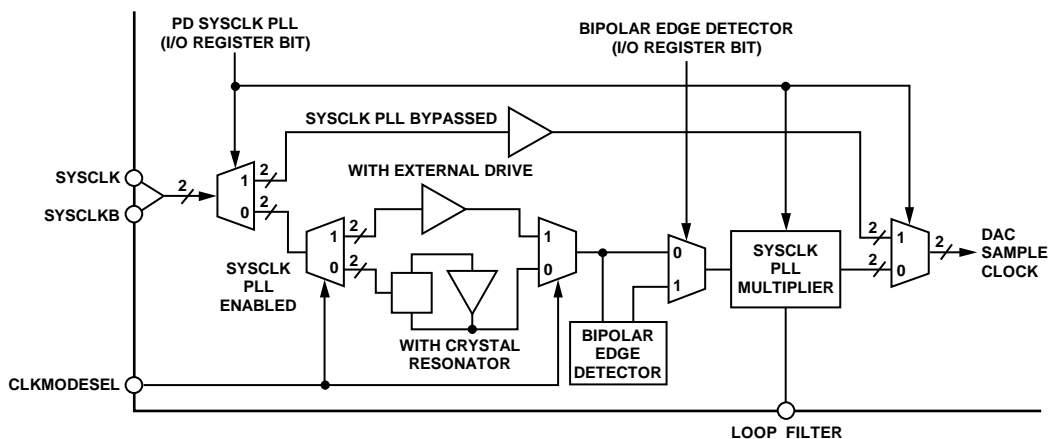 PD SYSCLK PLL
(I/O REGISTER BIT)
BIPOLAR EDGE DETECTOR
(I/O REGISTER BIT)
SYSCLK PLL BYPASSED
2
2
1
0
2
SYSCLK
SYSCLKB
2
WITH EXTERNAL DRIVE
2
1
0
2
SYSCLK
PLL
ENABLED
1
0
WITH CRYSTAL
RESONATOR
0
1
BIPOLAR
EDGE
DETECTOR
SYSCLK
PLL
MULTIPLIER
2
1
2
0
2
DAC
SAMPLE
CLOCK
CLKMODESEL
LOOP FILTER